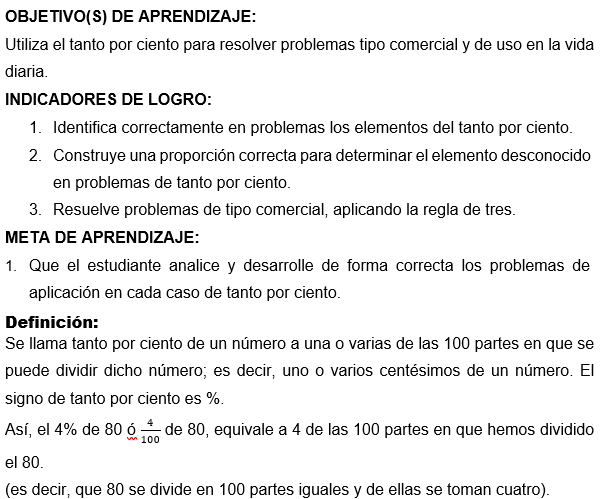 OBJETIVO(S) DE APRENDIZAJE:
Utiliza el tanto por ciento para resolver problemas tipo comercial y de uso en la vida
diaria.
INDICADORES DE LOGRO:
1. Identifica correctamente en problemas los elementos del tanto por ciento.
2. Construye una proporción correcta para determinar el elemento desconocido
en problemas de tanto por ciento.
3. Resuelve problemas de tipo comercial, aplicando la regla de tres.
META DE APRENDIZAJE:
1. Que el estudiante analice y desarrolle de forma correcta los problemas de
aplicación en cada caso de tanto por ciento.
Definición:
Se llama tanto por ciento de un número a una o varias de las 100 partes en que se
puede dividir dicho número; es decir, uno o varios centésimos de un número. El
signo de tanto por ciento es %.
Así, el 4% de 80 ó 4/100 de 80, equivale a 4 de las 100 partes en que hemos dividido
el 80.
(es decir, que 80 se divide en 100 partes iguales y de ellas se toman cuatro).